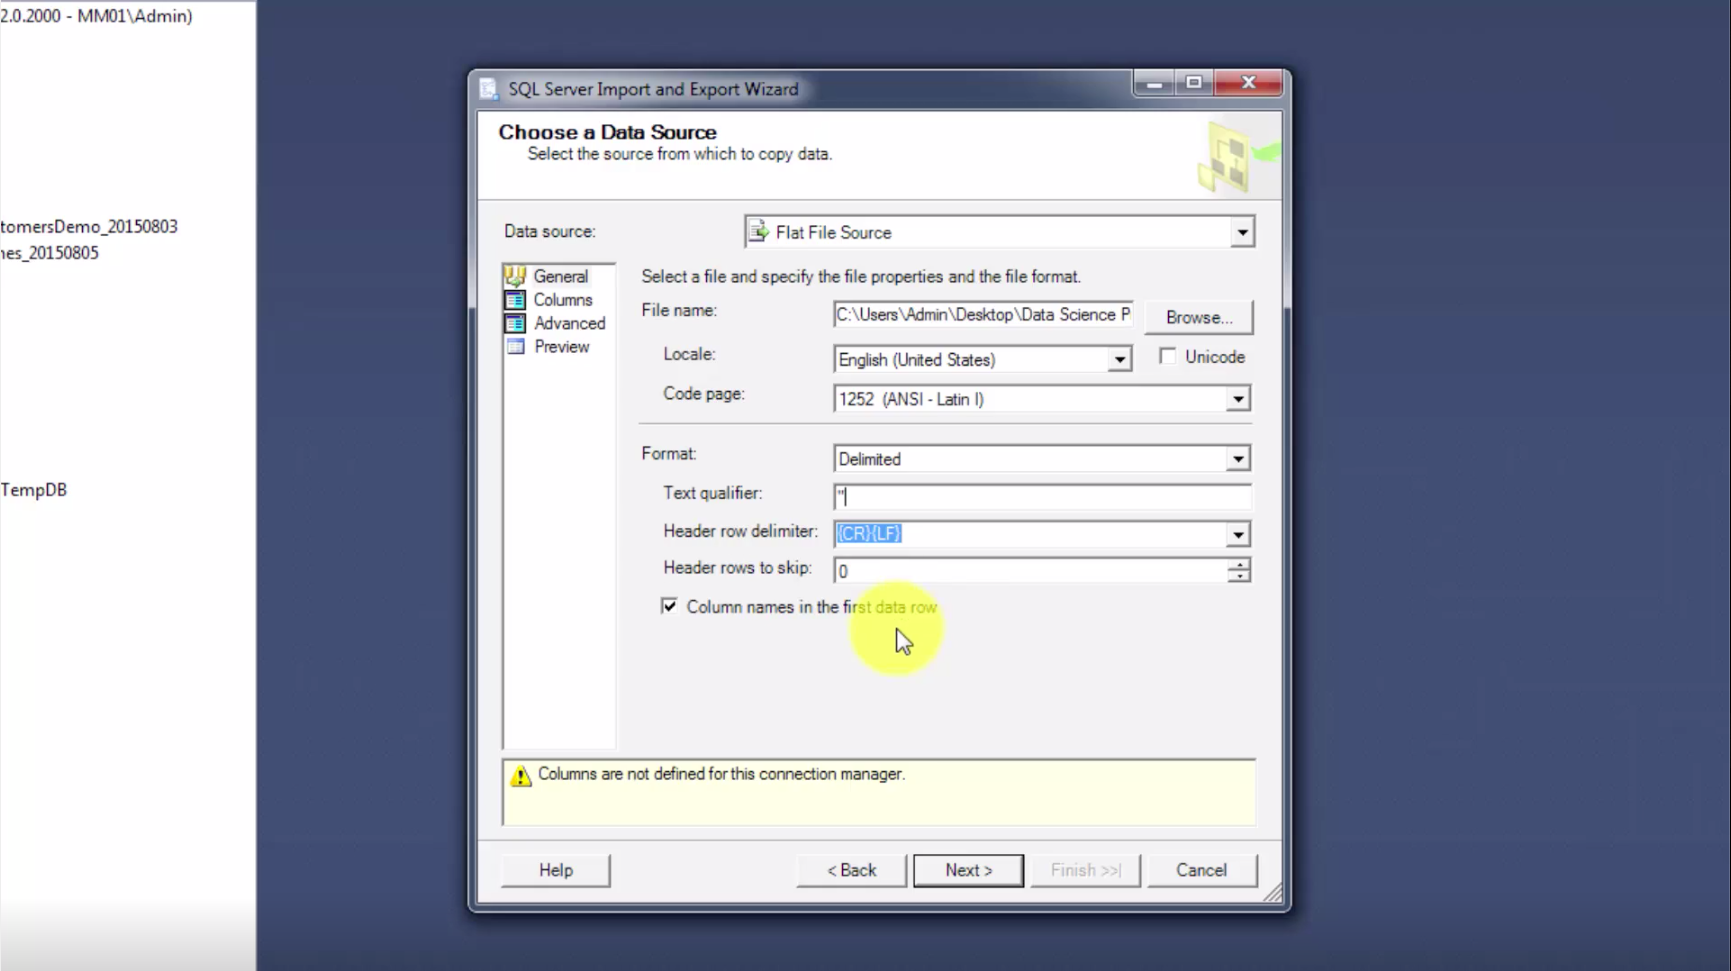 2.0.2000 - MM01\Admin)
SQL Server Import and Export Wizard
Choose a Data Source
Select the source from which to copy data.
tomersDemo_20150803
nes_20150805
TempDB
Data source:
Flat File Source
General
Columns
Advanced
Preview
Select a file and specify the file properties and the file format.
File name:
C:\Users\Admin\Desktop\Data Science P
Browse...
Locale:
English (United States)
Unicode
Code page:
1252 (ANSI - Latin I)
Format:
Delimited
Text qualifier:
"
Header row delimiter:
{CR}{LF}
Header rows to skip:
0
Column names in the first data row
Columns are not defined for this connection manager.
Help
< Back
Next >
Finish >>|
Cancel